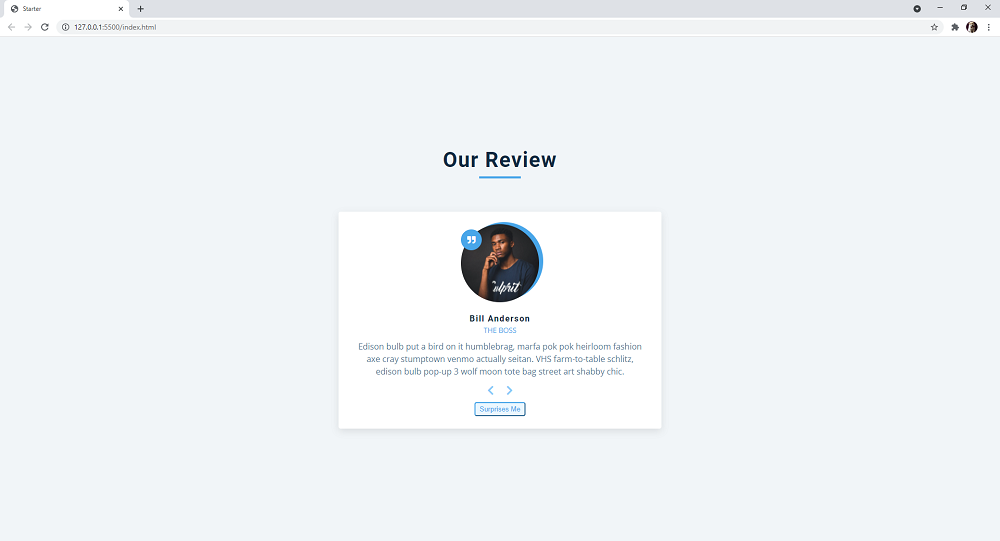 Starter
127.0.0.1:5500/index.html
Our Review
Culprit
Bill Anderson
THE BOSS
Edison bulb put a bird on it humblebrag, marfa pok pok heirloom fashion
axe cray stumptown venmo actually seitan. VHS farm-to-table schlitz,
edison bulb pop-up 3 wolf moon tote bag street art shabby chic.
Surprises Me